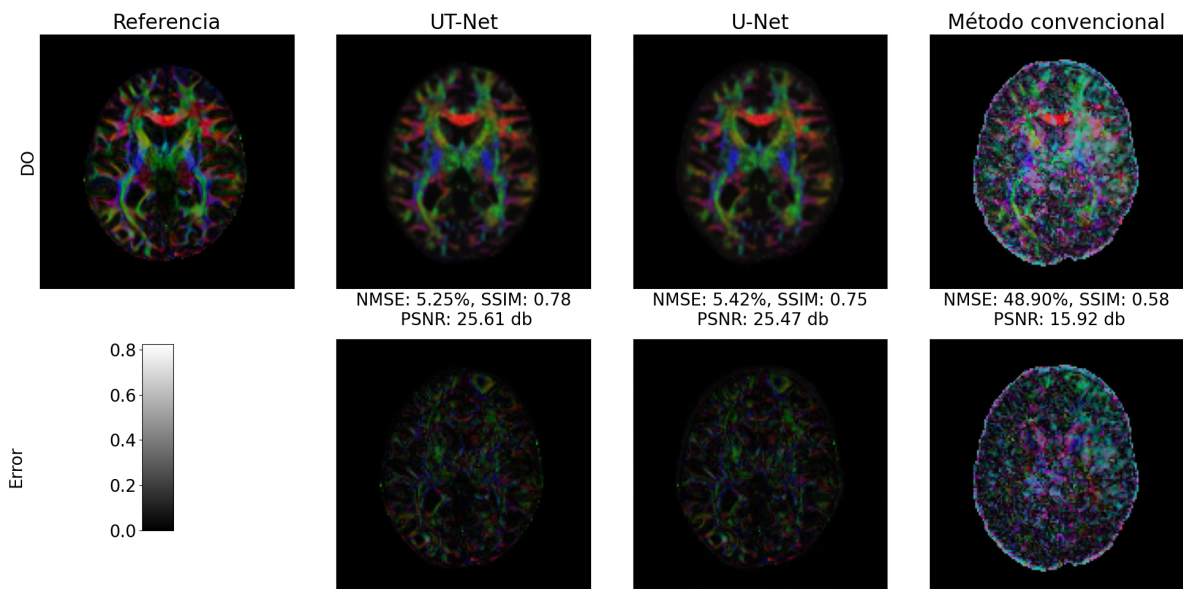 Referencia
UT-Net
U-Net
Método convencional
DO
NMSE: 5.25%, SSIM: 0.78
PSNR: 25.61 db
NMSE: 5.42%, SSIM: 0.75
PSNR: 25.47 db
NMSE: 48.90%, SSIM: 0.58
PSNR: 15.92 db
Error
0.8
0.6
0.4
0.2
0.0